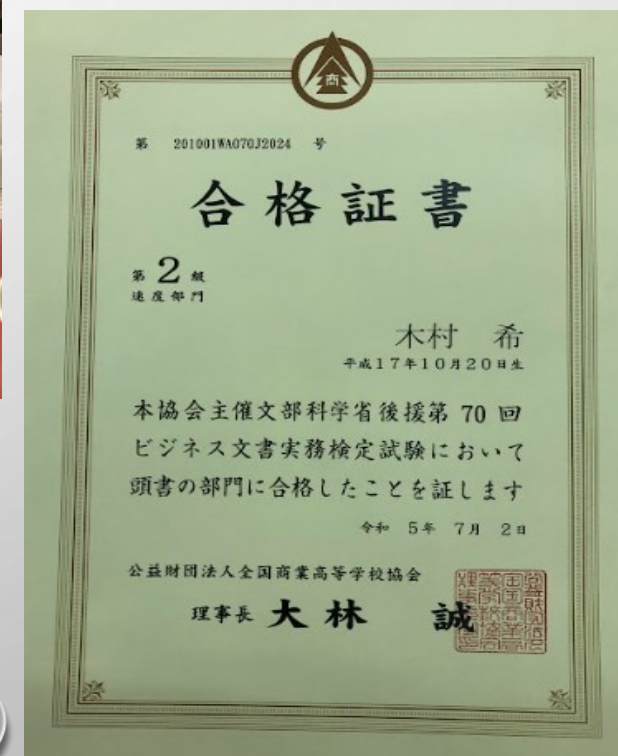 商
第 201001WA070J2024 号
合格証書
第2級
速度部門
木村 希
平成17年10月20日生
本協会主催文部科学省後援第 70 回
ビジネス文書実務検定試験において
頭書の部門に合格したことを証します
令和 5年 7月 2日
公益財団法人全国商業高等学校協会
理事長 大林 誠